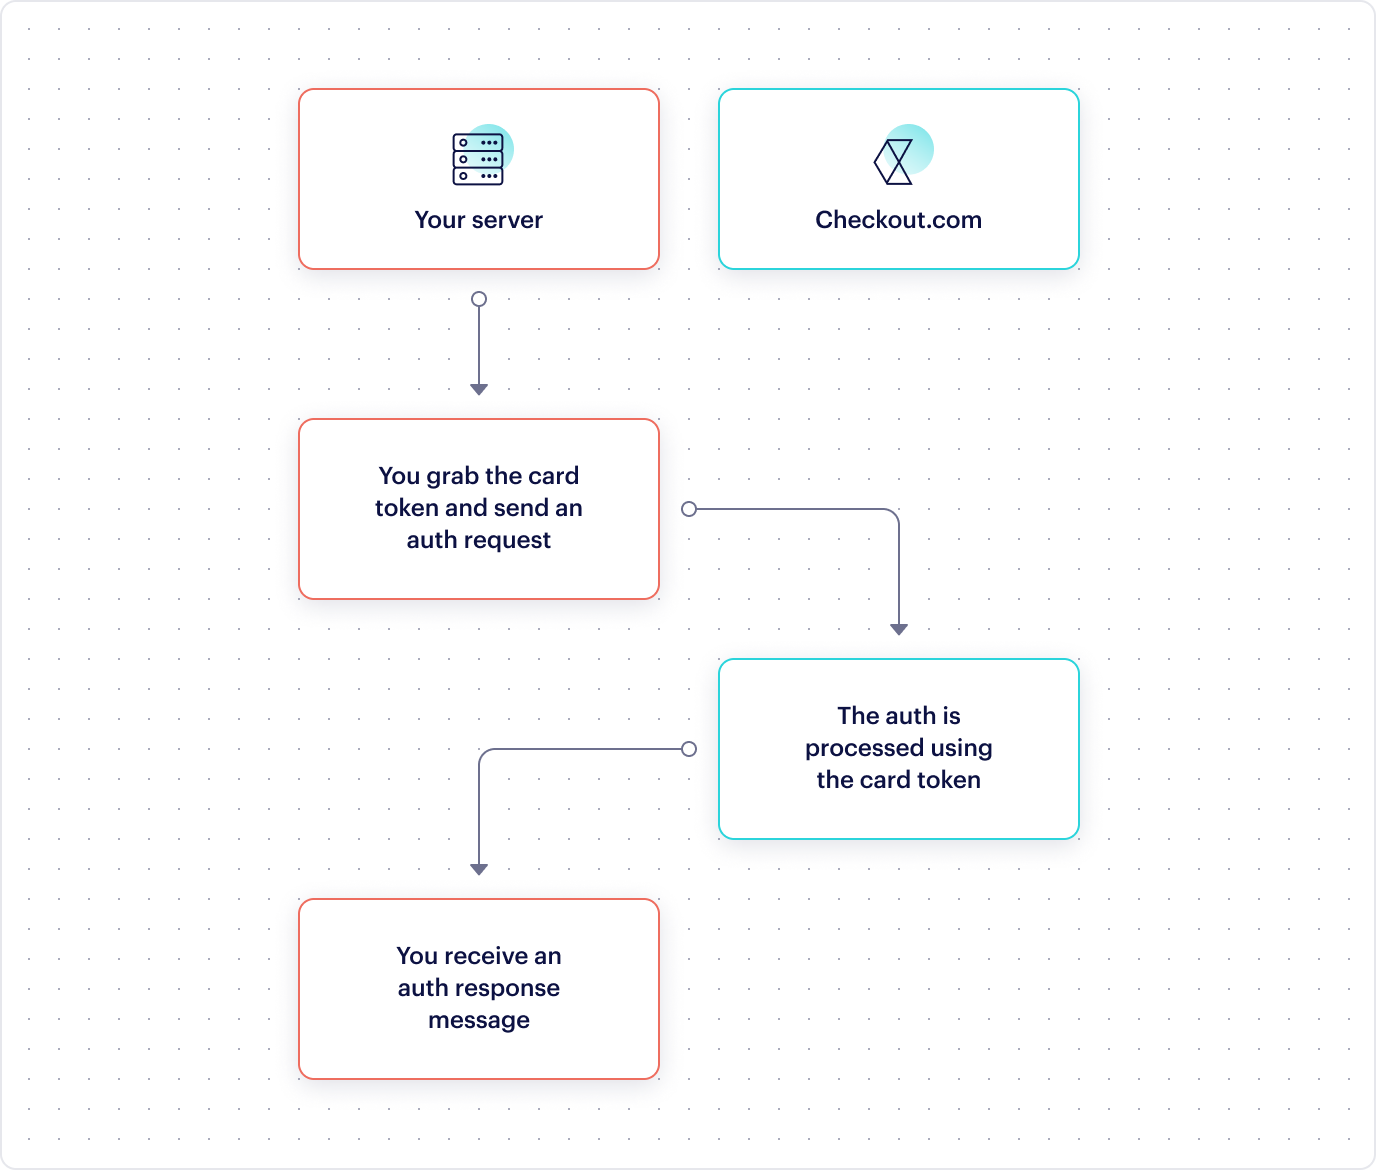 Your server
Checkout.com
You grab the card
token and send an
auth request
The auth is
processed using
the card token
You receive an
auth response
message